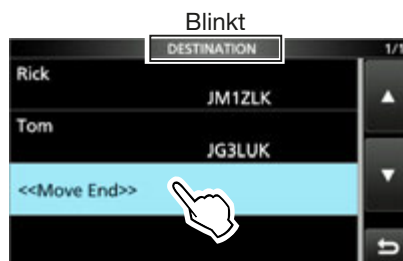 Blinkt
DESTINATION 1/1
Rick
JM1ZLK
Tom
JG3LUK
<<Move End>>